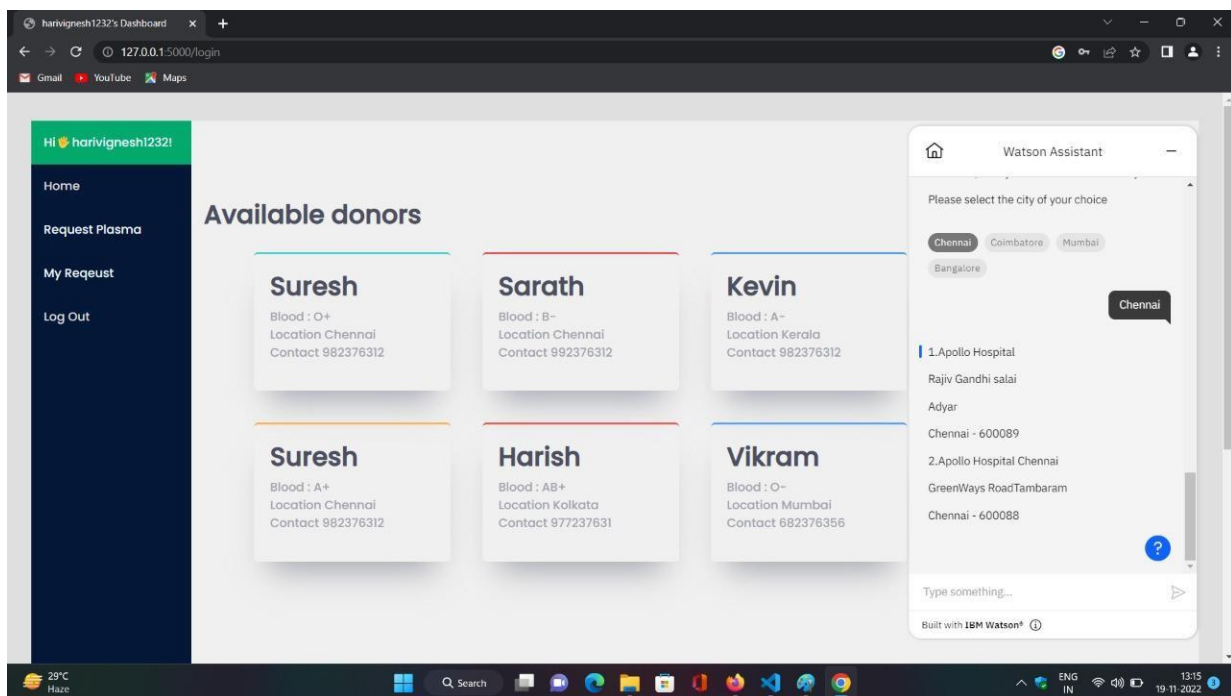 harivignesh1232's Dashboard
127.0.0.1:5000/login
Gmail YouTube Maps
Hi harivignesh1232!
Home
Request Plasma
My Reqeust
Log Out
Available donors
Suresh
Blood : O+
Location Chennai
Contact 982376312
Sarath
Blood : B-
Location Chennai
Contact 992376312
Kevin
Blood : A-
Location Kerala
Contact 982376312
Suresh
Blood : A+
Location Chennai
Contact 982376312
Harish
Blood : AB+
Location Kolkata
Contact 977237631
Vikram
Blood : O-
Location Mumbai
Contact 682376356
Watson Assistant
Please select the city of your choice
Chennai Coimbatore Mumbai
Bangalore
Chennai
1.Apollo Hospital
Rajiv Gandhi salai
Adyar
Chennai - 600089
2.Apollo Hospital Chennai
GreenWays RoadTambaram
Chennai - 600088
?
Type something...
Built with IBM Watson®
29°C
Haze
Search
ENG
IN
13:15
19-11-2022
3